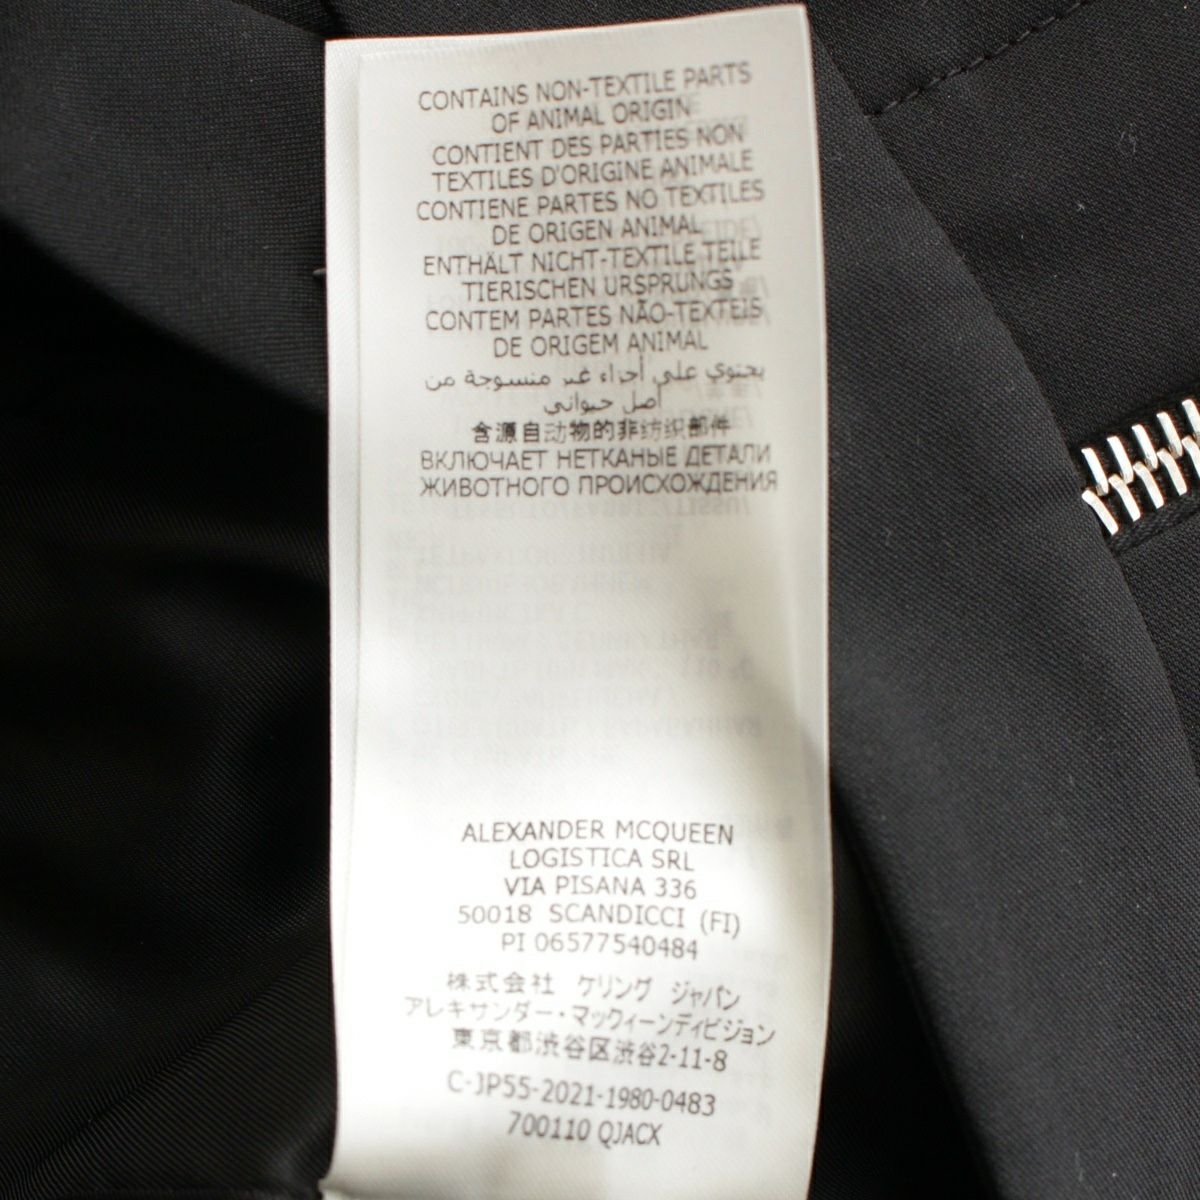 CONTAINS NON-TEXTILE PARTS
OF ANIMAL ORIGIN
CONTIENT DES PARTIES NON
TEXTILES D'ORIGINE ANIMALE
CONTIENE PARTES NO TEXTILES
DE ORIGEN ANIMAL
ENTHÄLT NICHT-TEXTILE TEILE
TIERISCHEN URSPRUNGS
CONTEM PARTES NÃO-TEXTEIS
DE ORIGEM ANIMAL
يحتوي على أجزاء غير منسوجة من
أصل حيواني
含源自动物的非纺织部件
ВКЛЮЧАЕТ НЕТКАНЫЕ ДЕТАЛИ
ЖИВОТНОГО ПРОИСХОЖДЕНИЯ
ALEXANDER MCQUEEN
LOGISTICA SRL
VIA PISANA 336
50018 SCANDICCI (FI)
PI 06577540484
株式会社 ケリング ジャパン
アレキサンダー・マックィーンディビジョン
東京都渋谷区渋谷2-11-8
C-JP55-2021-1980-0483
700110 QJACX